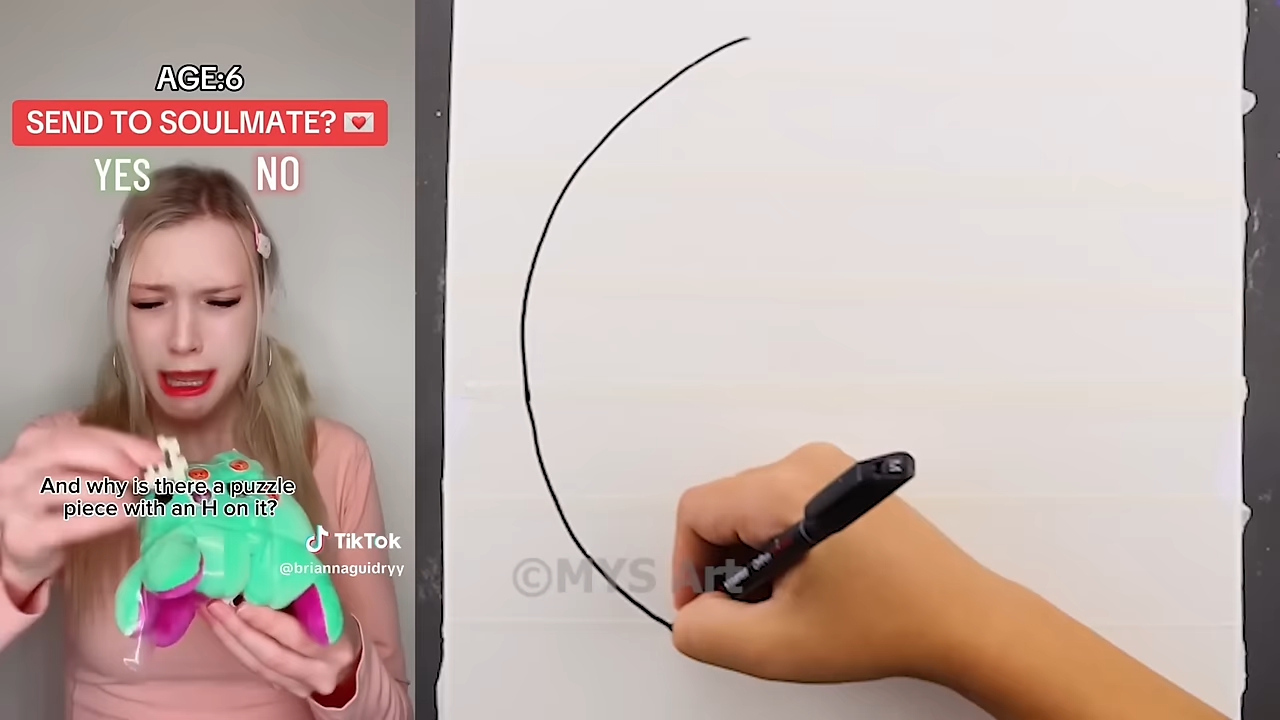 AGE:6
SEND TO SOULMATE? 💌
YES NO
And why is there a puzzle
piece with an H on it?
TikTok
@briannaguidryy
©MYS Art
M